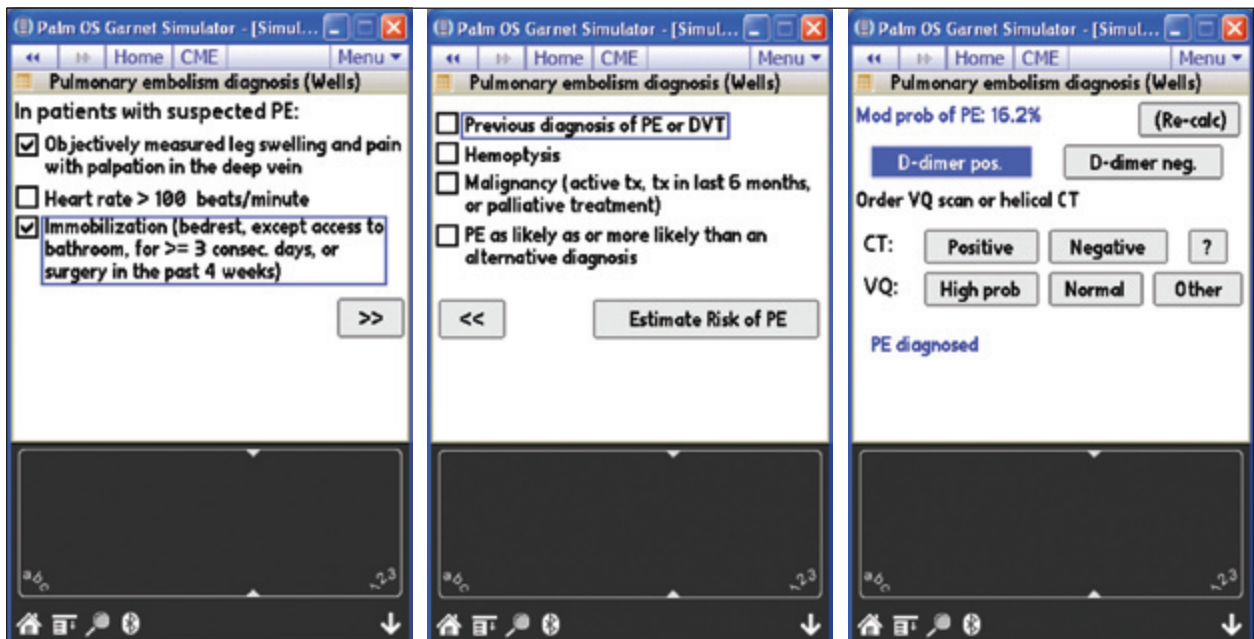 Palm OS Garnet Simulator - [Simul...
Home CME Menu
Pulmonary embolism diagnosis (Wells)
In patients with suspected PE:
Objectively measured leg swelling and pain
with palpation in the deep vein
Heart rate > 100 beats/minute
Immobilization (bedrest, except access to
bathroom, for >= 3 consec. days, or
surgery in the past 4 weeks)
>>
abc
123
Palm OS Garnet Simulator - [Simul...
Home CME Menu
Pulmonary embolism diagnosis (Wells)
Previous diagnosis of PE or DVT
Hemoptysis
Malignancy (active tx, tx in last 6 months,
or palliative treatment)
PE as likely as or more likely than an
alternative diagnosis
<< Estimate Risk of PE
abc
123
Palm OS Garnet Simulator - [Simul...
Home CME Menu
Pulmonary embolism diagnosis (Wells)
Mod prob of PE: 16.2% (Re-calc)
D-dimer pos. D-dimer neg.
Order VQ scan or helical CT
CT: Positive Negative ?
VQ: High prob Normal Other
PE diagnosed
abc
123